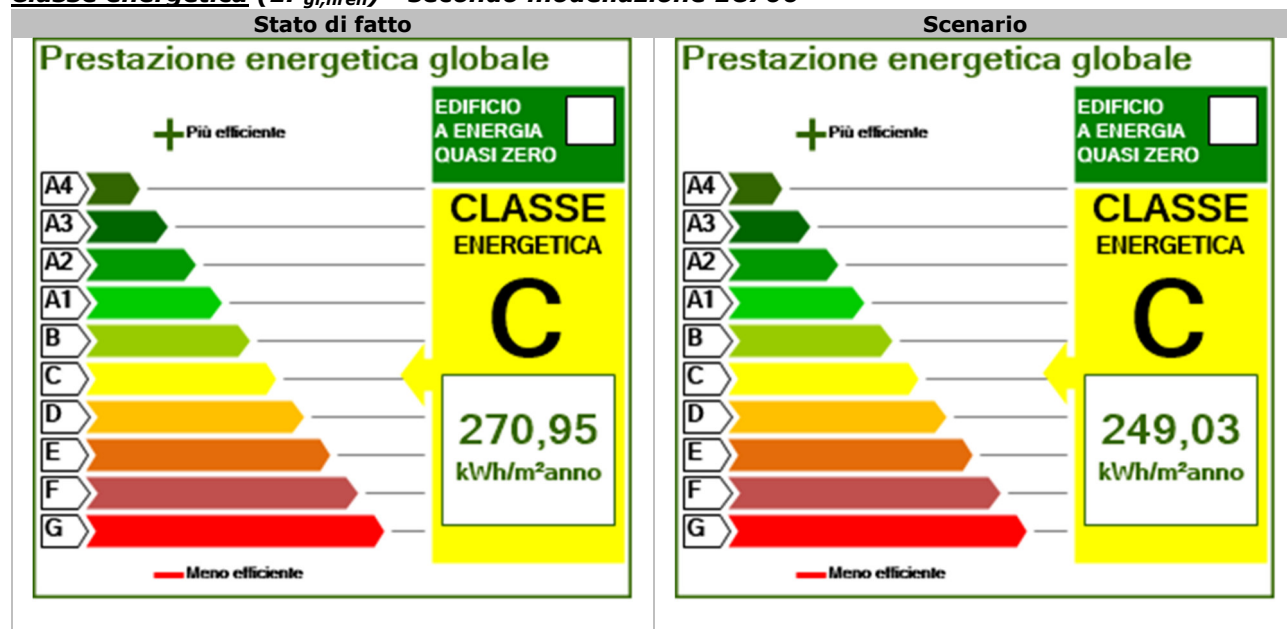 Stato di fatto
Prestazione energetica globale
Più efficiente
EDIFICIO
A ENERGIA
QUASI ZERO
A4
A3
A2
A1
B
C
D
E
F
G
CLASSE
ENERGETICA
C
270,95
kWh/m²anno
Meno efficiente
Scenario
Prestazione energetica globale
Più efficiente
EDIFICIO
A ENERGIA
QUASI ZERO
A4
A3
A2
A1
B
C
D
E
F
G
CLASSE
ENERGETICA
C
249,03
kWh/m²anno
Meno efficiente